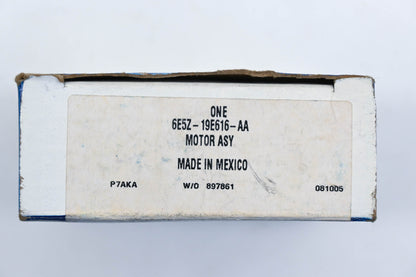 ONE
6E5Z-19E616-AA
MOTOR ASY
MADE IN MEXICO
P7AKA W/O 897861 081005